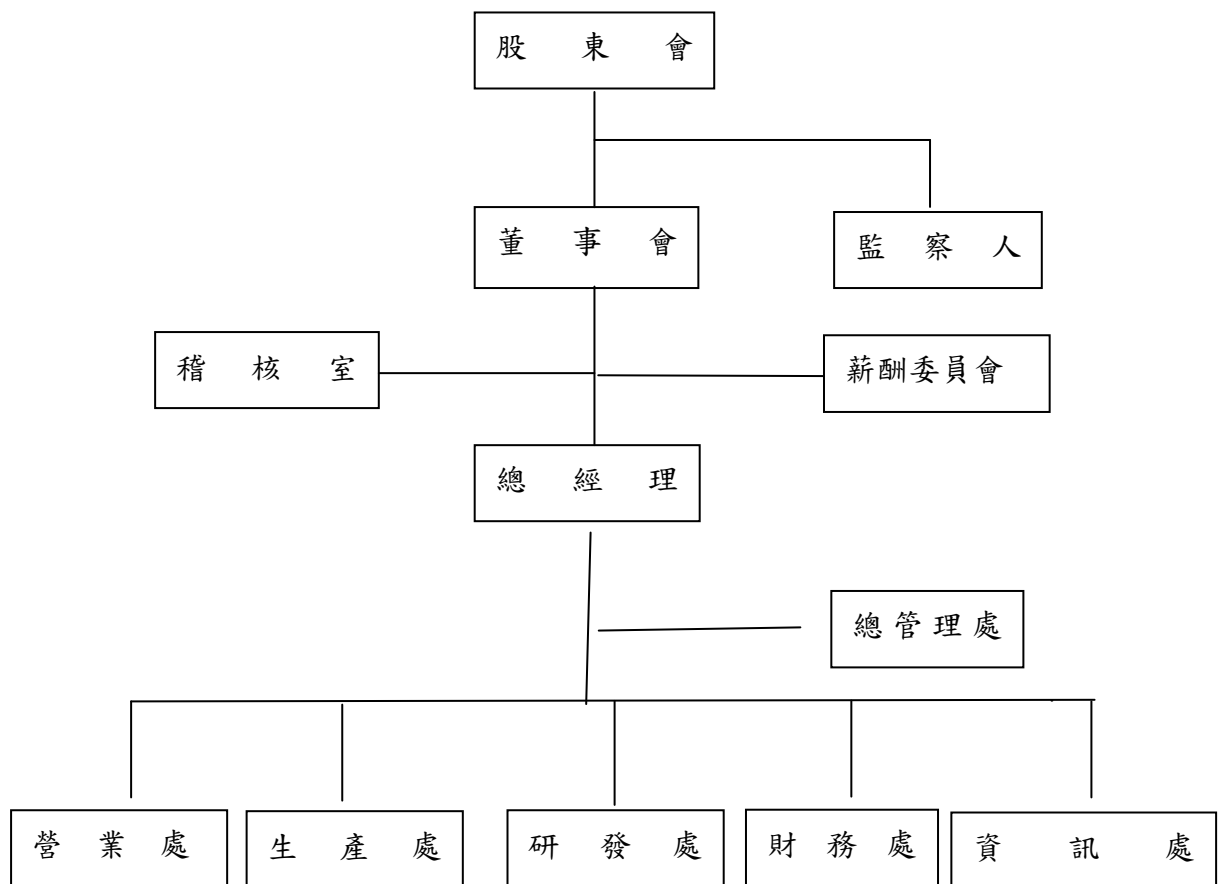 股東會
董事會
監察人
稽核室
薪酬委員會
總經理
總管理處
營業處
生產處
研發處
財務處
資訊處